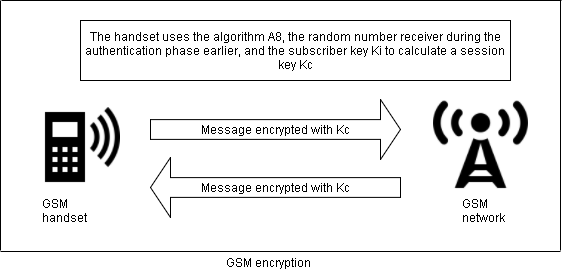 The handset uses the algorithm A8, the random number receiver during the
authentication phase earlier, and the subscriber key Ki to calculate a session
key Kc
Message encrypted with Kc
Message encrypted with Kc
GSM
handset
GSM
network
GSM encryption